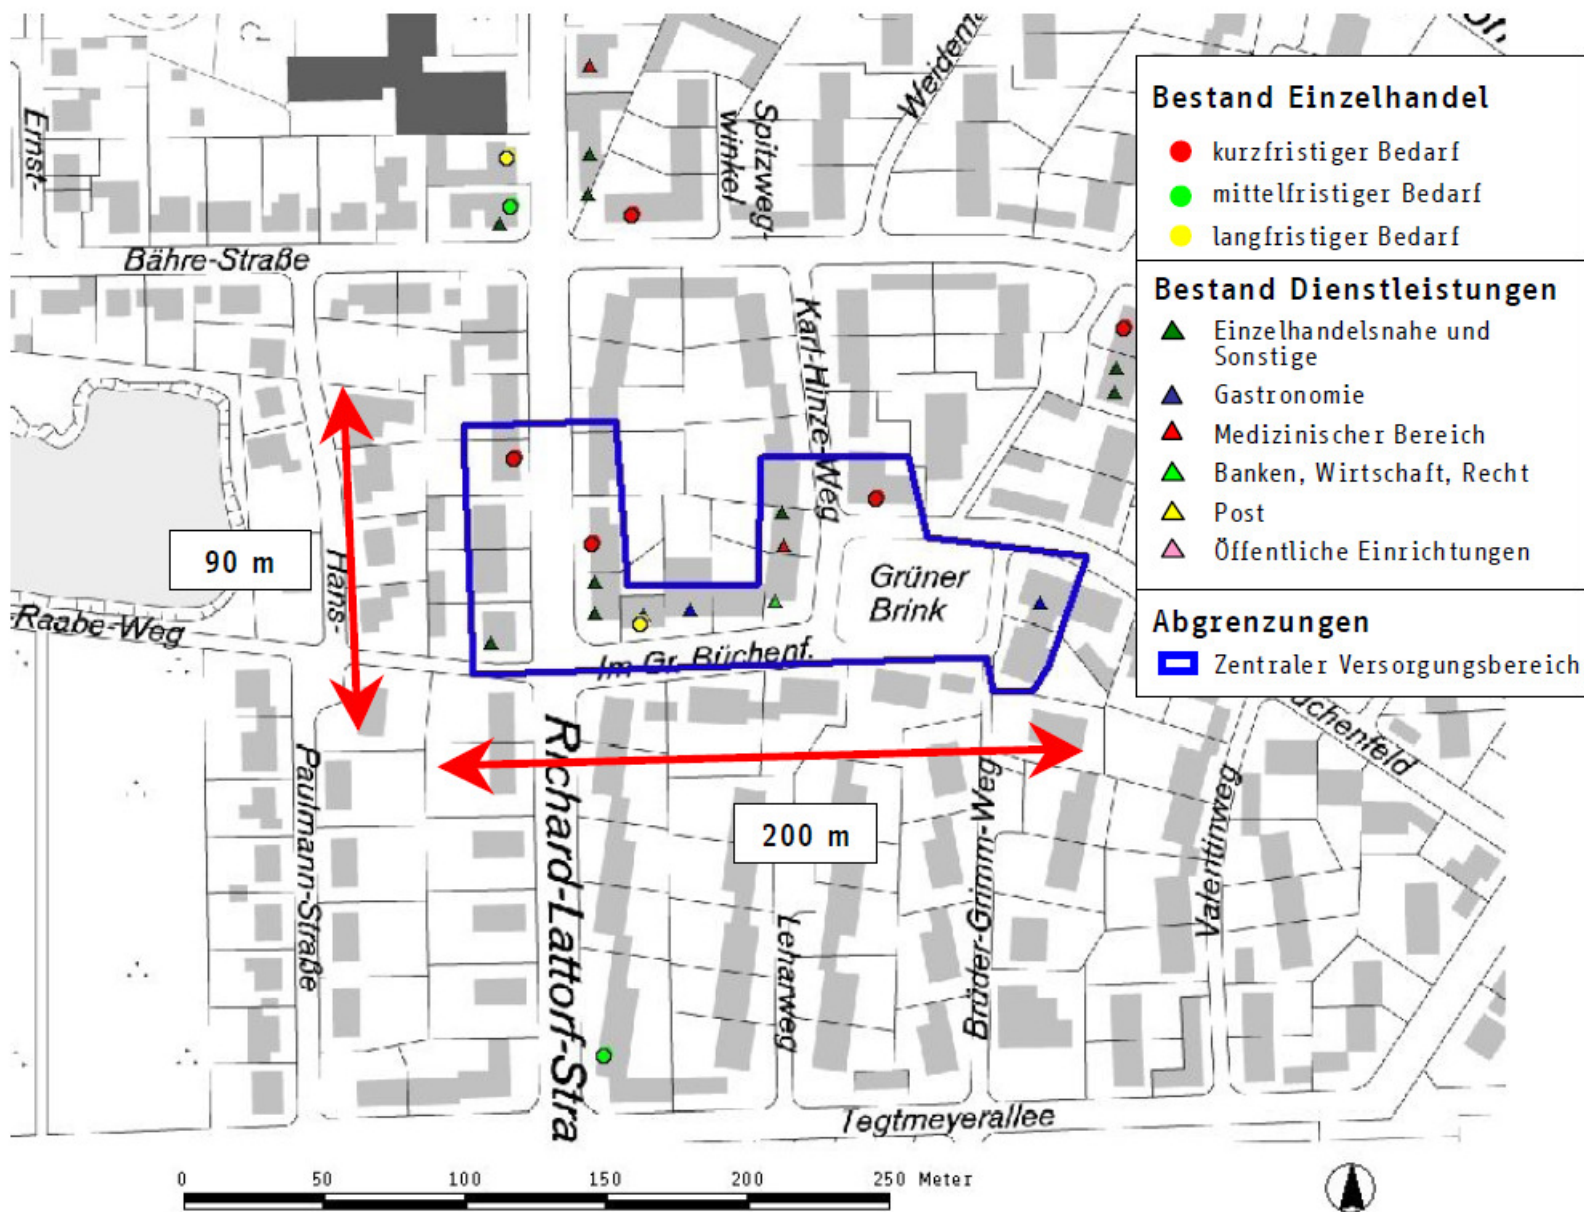 Ernst-
Bähre-Straße
Spitzweg-
winkel
Weidem
Bestand Einzelhandel
kurzfristiger Bedarf
mittelfristiger Bedarf
langfristiger Bedarf
Bestand Dienstleistungen
Einzelhandelsnahe und
Sonstige
Gastronomie
Medizinischer Bereich
Banken, Wirtschaft, Recht
Post
Öffentliche Einrichtungen
Abgrenzungen
Zentraler Versorgungsbereich
Karl-Hinze-Weg
90 m
Hans-
-Raabe-Weg
Grüner
Brink
Im Gr. Büchenf.
Paulmann-Straße
Richard-Lattorf-Stra
200 m
Leharweg
Brüder-Grimm-Weg
Valentinweg
üchenfeld
Tegtmeyerallee
0 50 100 150 200 250 Meter